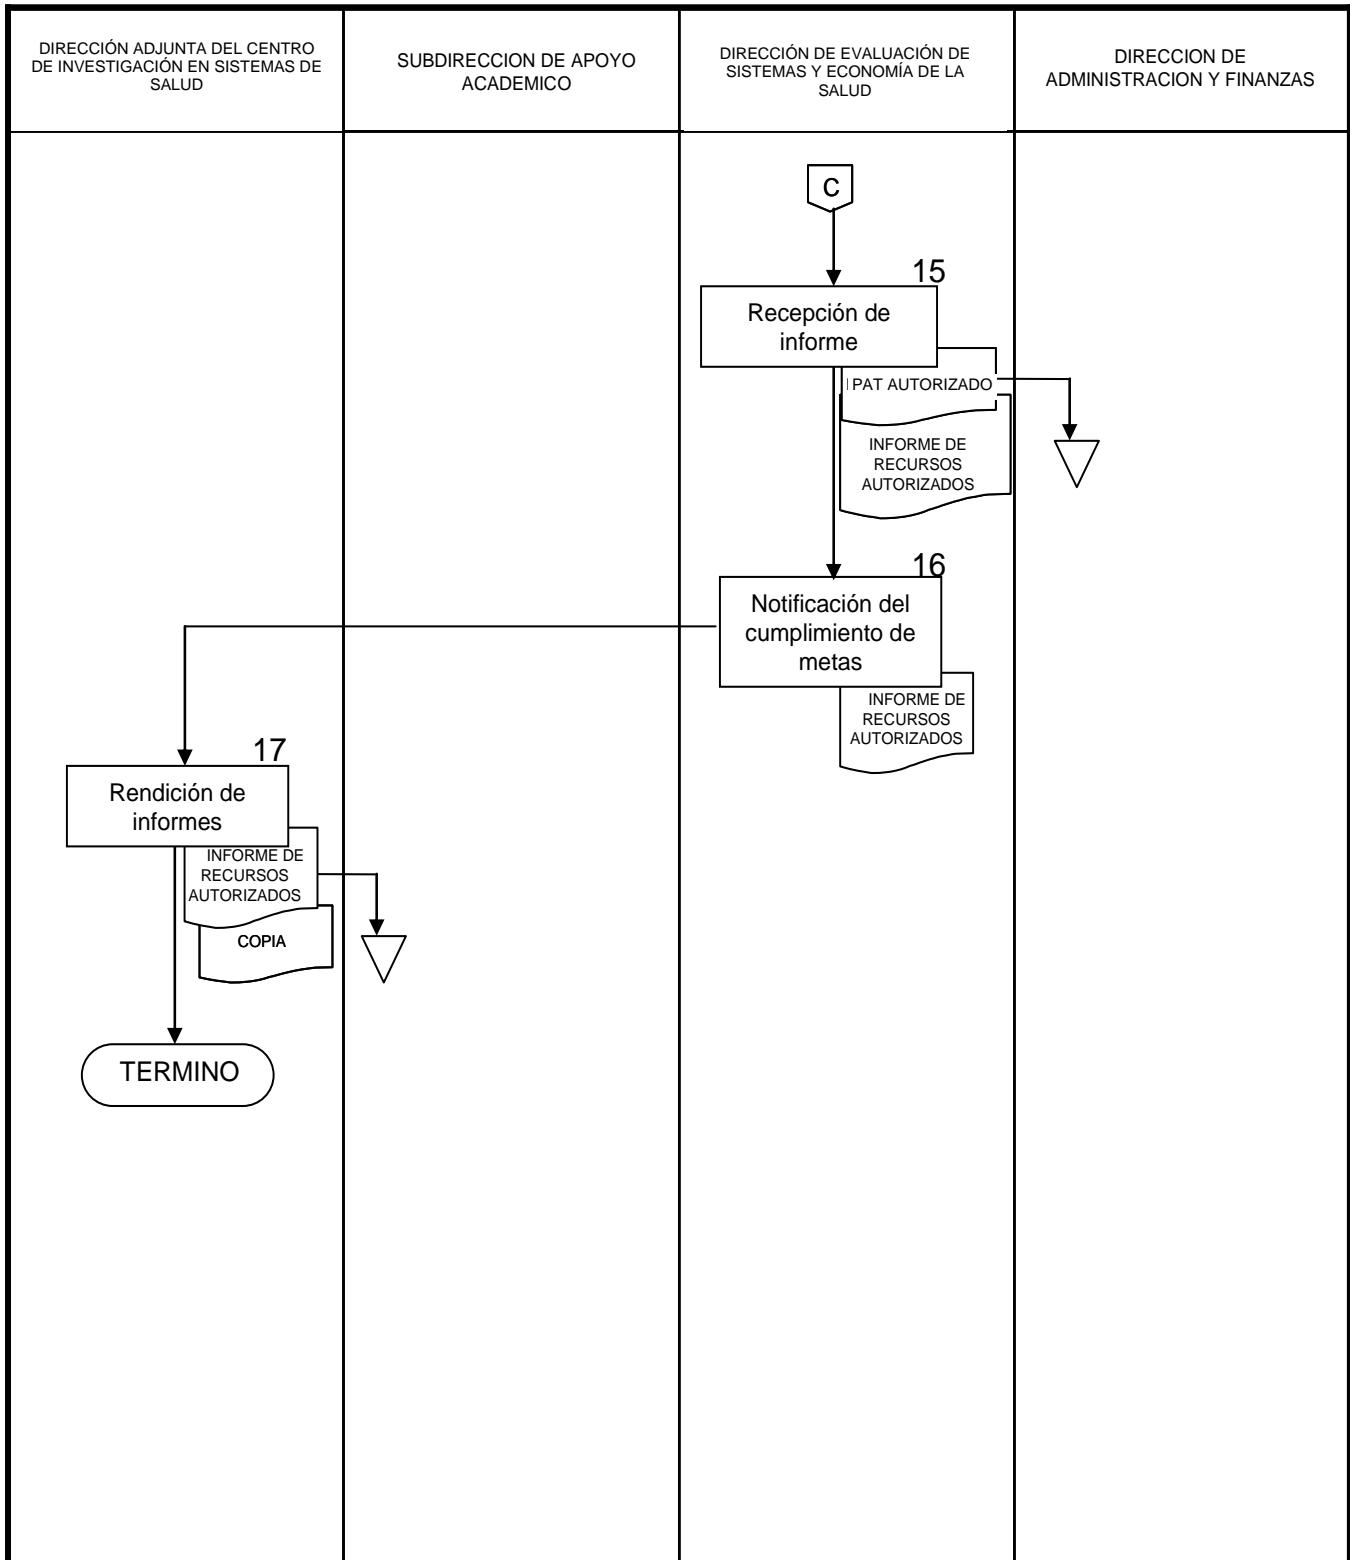 DIRECCIÓN ADJUNTA DEL CENTRO
DE INVESTIGACIÓN EN SISTEMAS DE
SALUD
SUBDIRECCION DE APOYO
ACADEMICO
DIRECCIÓN DE EVALUACIÓN DE
SISTEMAS Y ECONOMÍA DE LA
SALUD
DIRECCION DE
ADMINISTRACION Y FINANZAS
C
15
Recepción de
informe
PAT AUTORIZADO
INFORME DE
RECURSOS
AUTORIZADOS
16
Notificación del
cumplimiento de
metas
INFORME DE
RECURSOS
AUTORIZADOS
17
Rendición de
informes
INFORME DE
RECURSOS
AUTORIZADOS
COPIA
TERMINO